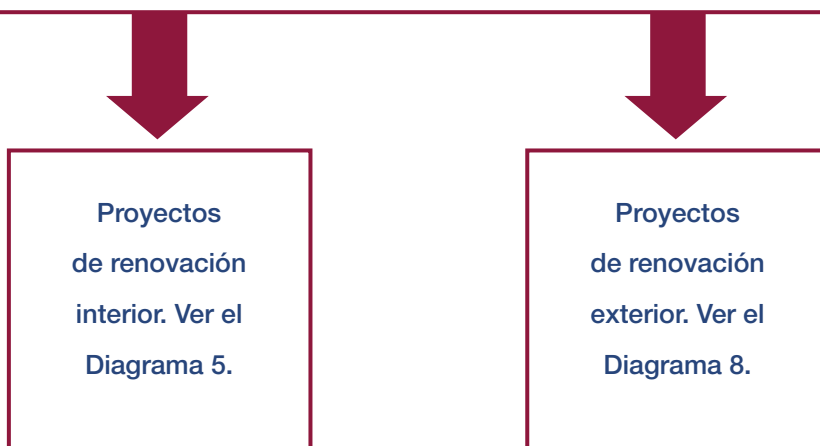 Proyectos
de renovación
interior. Ver el
Diagrama 5.
Proyectos
de renovación
exterior. Ver el
Diagrama 8.